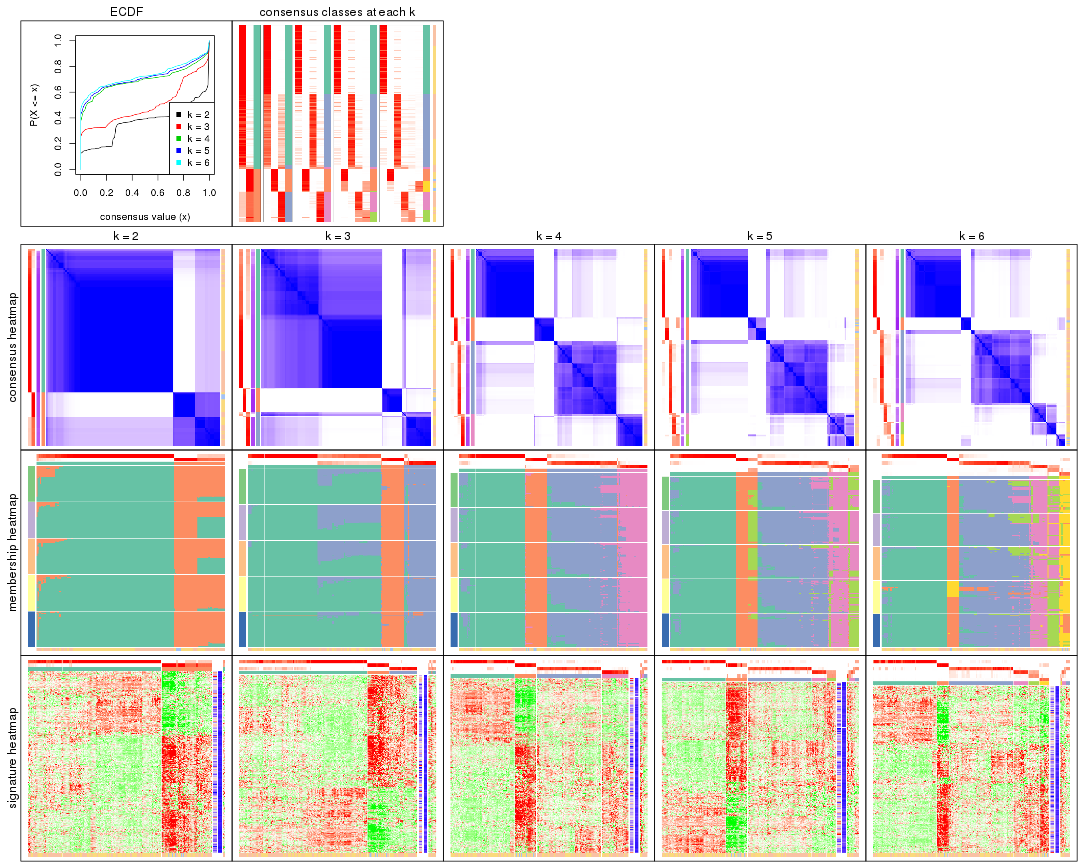 ECDF
consensus classes at each k
P(X <= x)
0.0 0.2 0.4 0.6 0.8 1.0
k = 2
k = 3
k = 4
k = 5
k = 6
0.0 0.2 0.4 0.6 0.8 1.0
consensus value (x)
k = 2
k = 3
k = 4
k = 5
k = 6
consensus heatmap
membership heatmap
signature heatmap